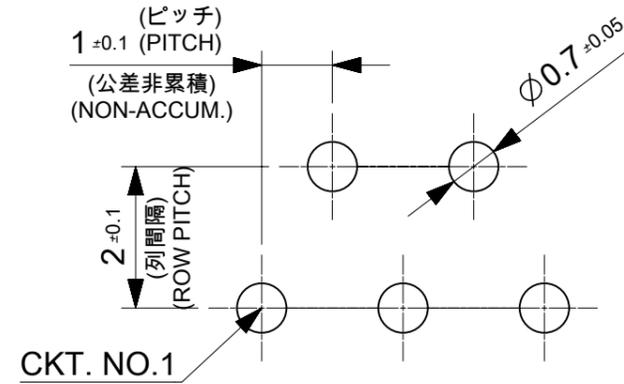 (ピッチ)
1 ±0.1 (PITCH)
(公差非累積)
(NON-ACCUM.)
Ø0.7 ±0.05
2 ±0.1
(列間隔)
(ROW PITCH)
CKT. NO.1